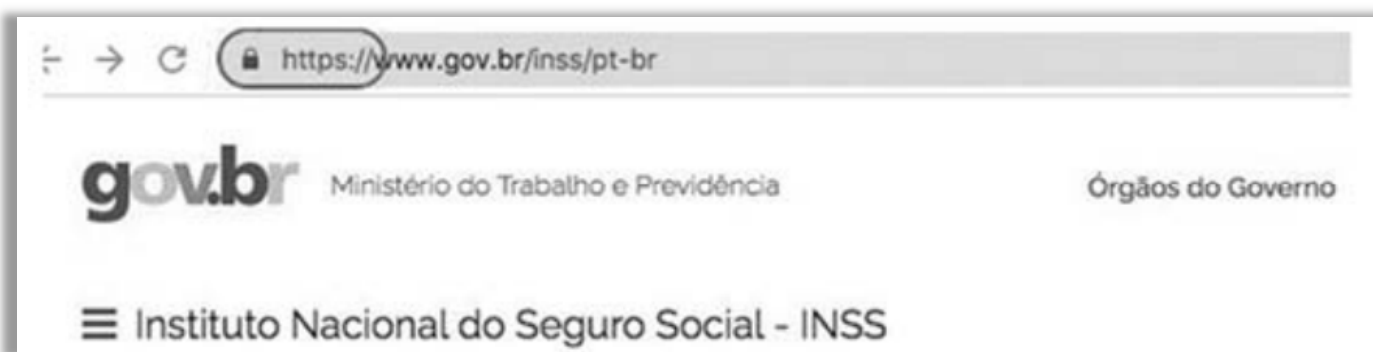 https://www.gov.br/inss/pt-br
gov.br Ministério do Trabalho e Previdência Órgãos do Governo
Instituto Nacional do Seguro Social - INSS